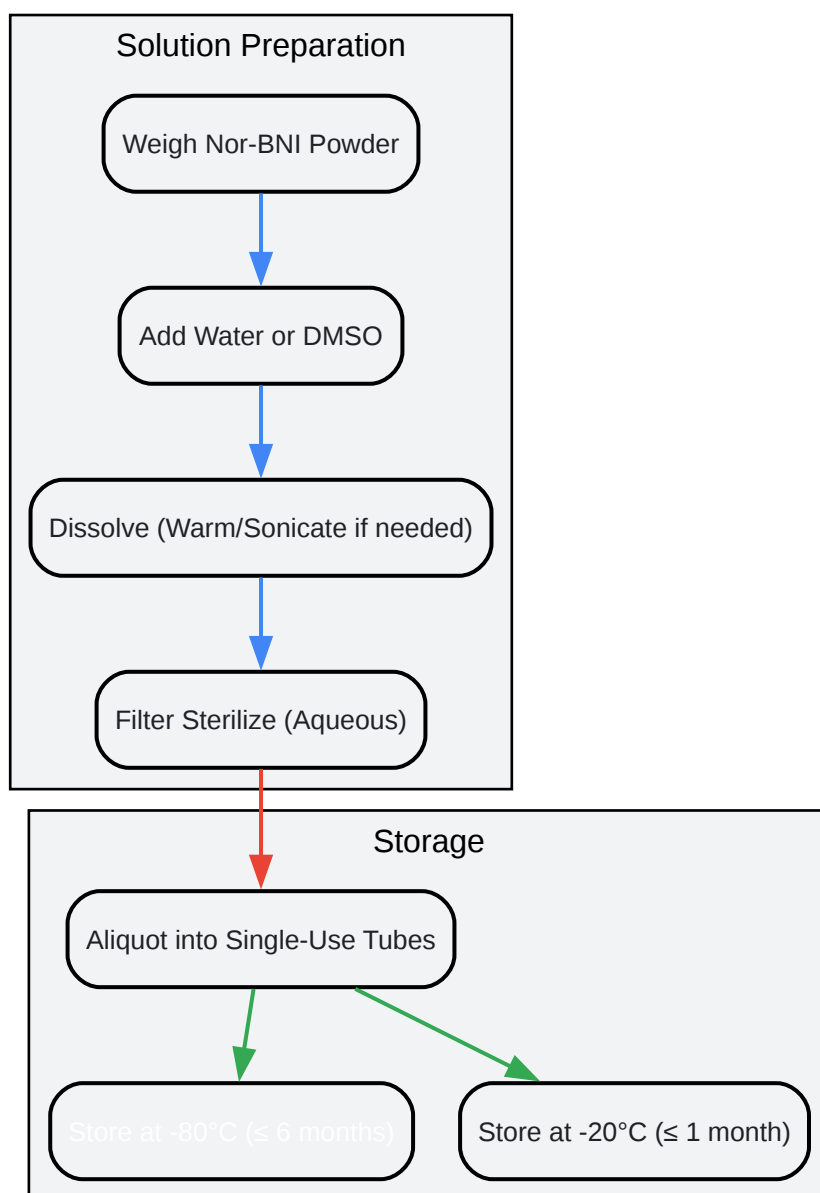 Solution Preparation
Weigh Nor-BNI Powder
Add Water or DMSO
Dissolve (Warm/Sonicate if needed)
Filter Sterilize (Aqueous)
Storage
Aliquot into Single-Use Tubes
Store at -80°C (≤ 6 months)
Store at -20°C (≤ 1 month)